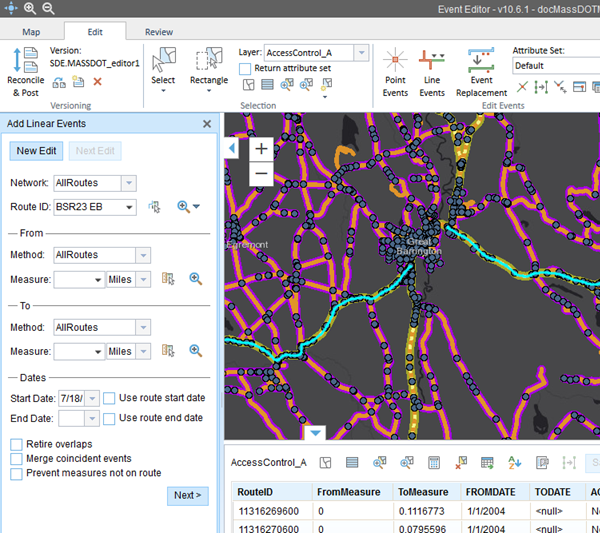 Event Editor - v10.6.1 - docMassDOTM
Map Edit Review
Version:
SDE.MASSDOT_editor1
Reconcile
& Post
Versioning
Select
Rectangle
Layer: AccessControl_A
Return attribute set
Selection
Point
Events
Line
Events
Event
Replacement
Attribute Set:
Default
Edit Events
Add Linear Events
New Edit Next Edit
Network: AllRoutes
Route ID: BSR23 EB
From
Method: AllRoutes
Measure: Miles
To
Method: AllRoutes
Measure: Miles
Dates
Start Date: 7/18/ Use route start date
End Date: Use route end date
Retire overlaps
Merge coincident events
Prevent measures not on route
Next >
+
−
Egremont
Great
Barrington
AccessControl_A
RouteID FromMeasure ToMeasure FROMDATE TODATE
11316269600 0 0.1116773 1/1/2004 <null>
11316270600 0 0.0795596 1/1/2004 <null>